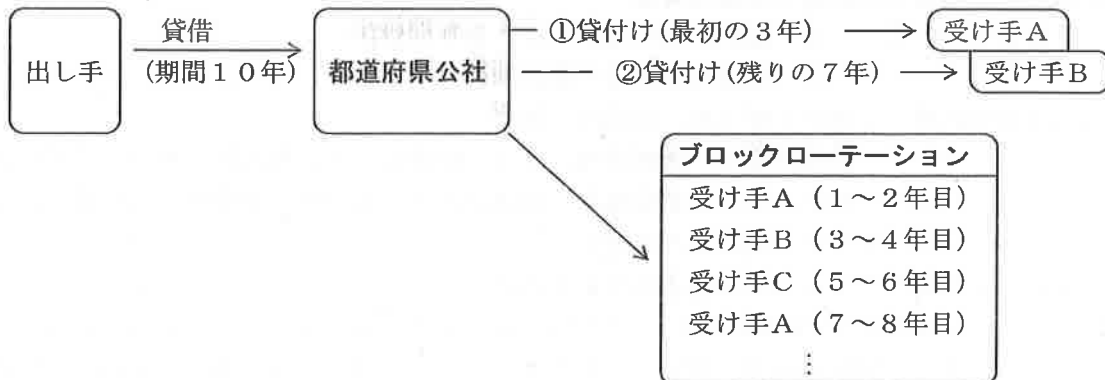 貸借
①貸付け(最初の3年)
受け手A
出し手
(期間10年)
都道府県公社
②貸付け(残りの7年)
受け手B
ブロックローテーション
受け手A (1~2年目)
受け手B (3~4年目)
受け手C (5~6年目)
受け手A (7~8年目)
⋮